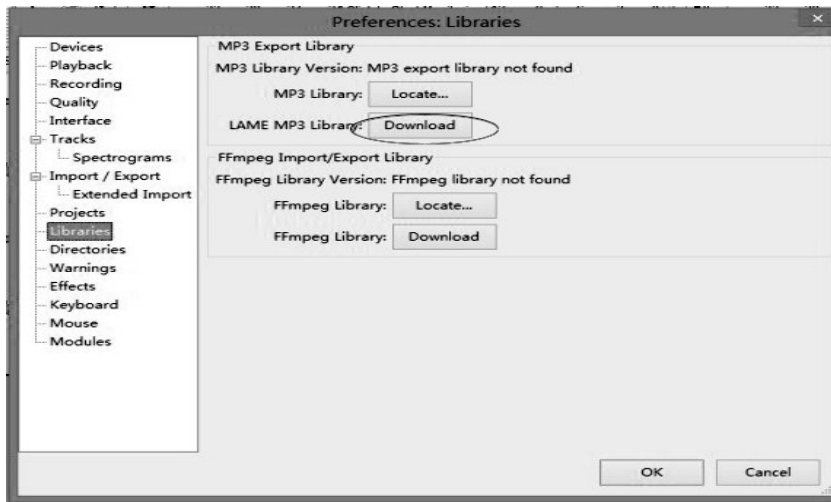 Preferences: Libraries
Devices
Playback
Recording
Quality
Interface
Tracks
Spectrograms
Import / Export
Extended Import
Projects
Libraries
Directories
Warnings
Effects
Keyboard
Mouse
Modules
MP3 Export Library
MP3 Library Version: MP3 export library not found
MP3 Library: Locate...
LAME MP3 Library: Download
FFmpeg Import/Export Library
FFmpeg Library Version: FFmpeg library not found
FFmpeg Library: Locate...
FFmpeg Library: Download
OK Cancel